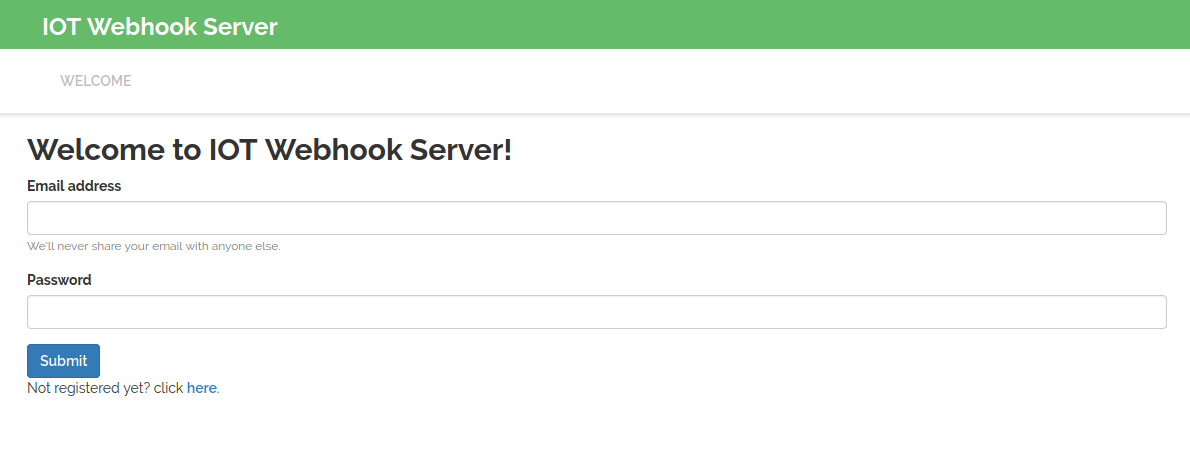 IOT Webhook Server
WELCOME
Welcome to IOT Webhook Server!
Email address
We'll never share your email with anyone else.
Password
Submit
Not registered yet? click here.